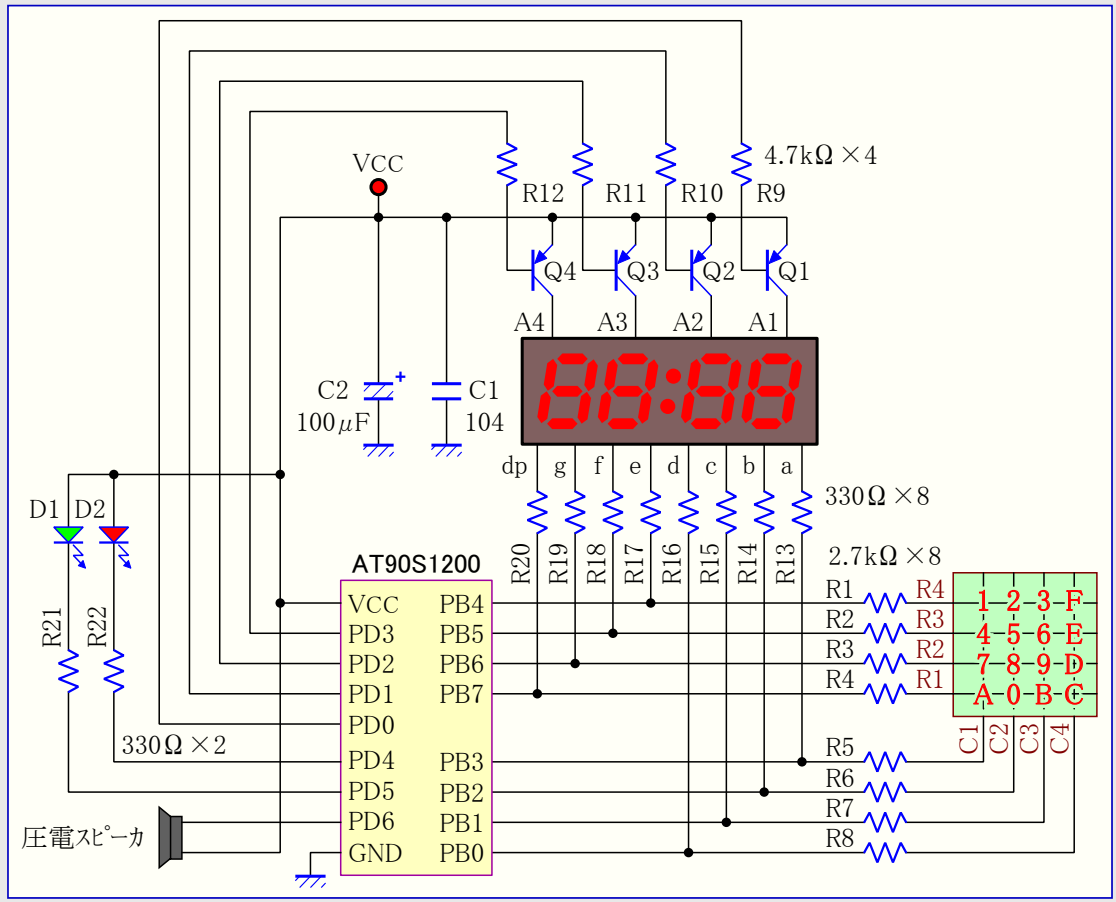 4.7kΩ ×4
VCC
R12
R11
R10
R9
Q4
Q3
Q2
Q1
A4
A3
A2
A1
88:88
C2
+
100μF
C1
104
dp
g
f
e
d
c
b
a
330Ω ×8
R20
R19
R18
R17
R16
R15
R14
R13
D1
D2
R21
R22
330Ω ×2
AT90S1200
VCC
PD3
PD2
PD1
PD0
PD4
PD5
PD6
GND
PB4
PB5
PB6
PB7
PB3
PB2
PB1
PB0
圧電スピーカ
2.7kΩ ×8
R1
R2
R3
R4
R5
R6
R7
R8
R4
R3
R2
R1
1 2 3 F
4 5 6 E
7 8 9 D
A 0 B C
C1
C2
C3
C4